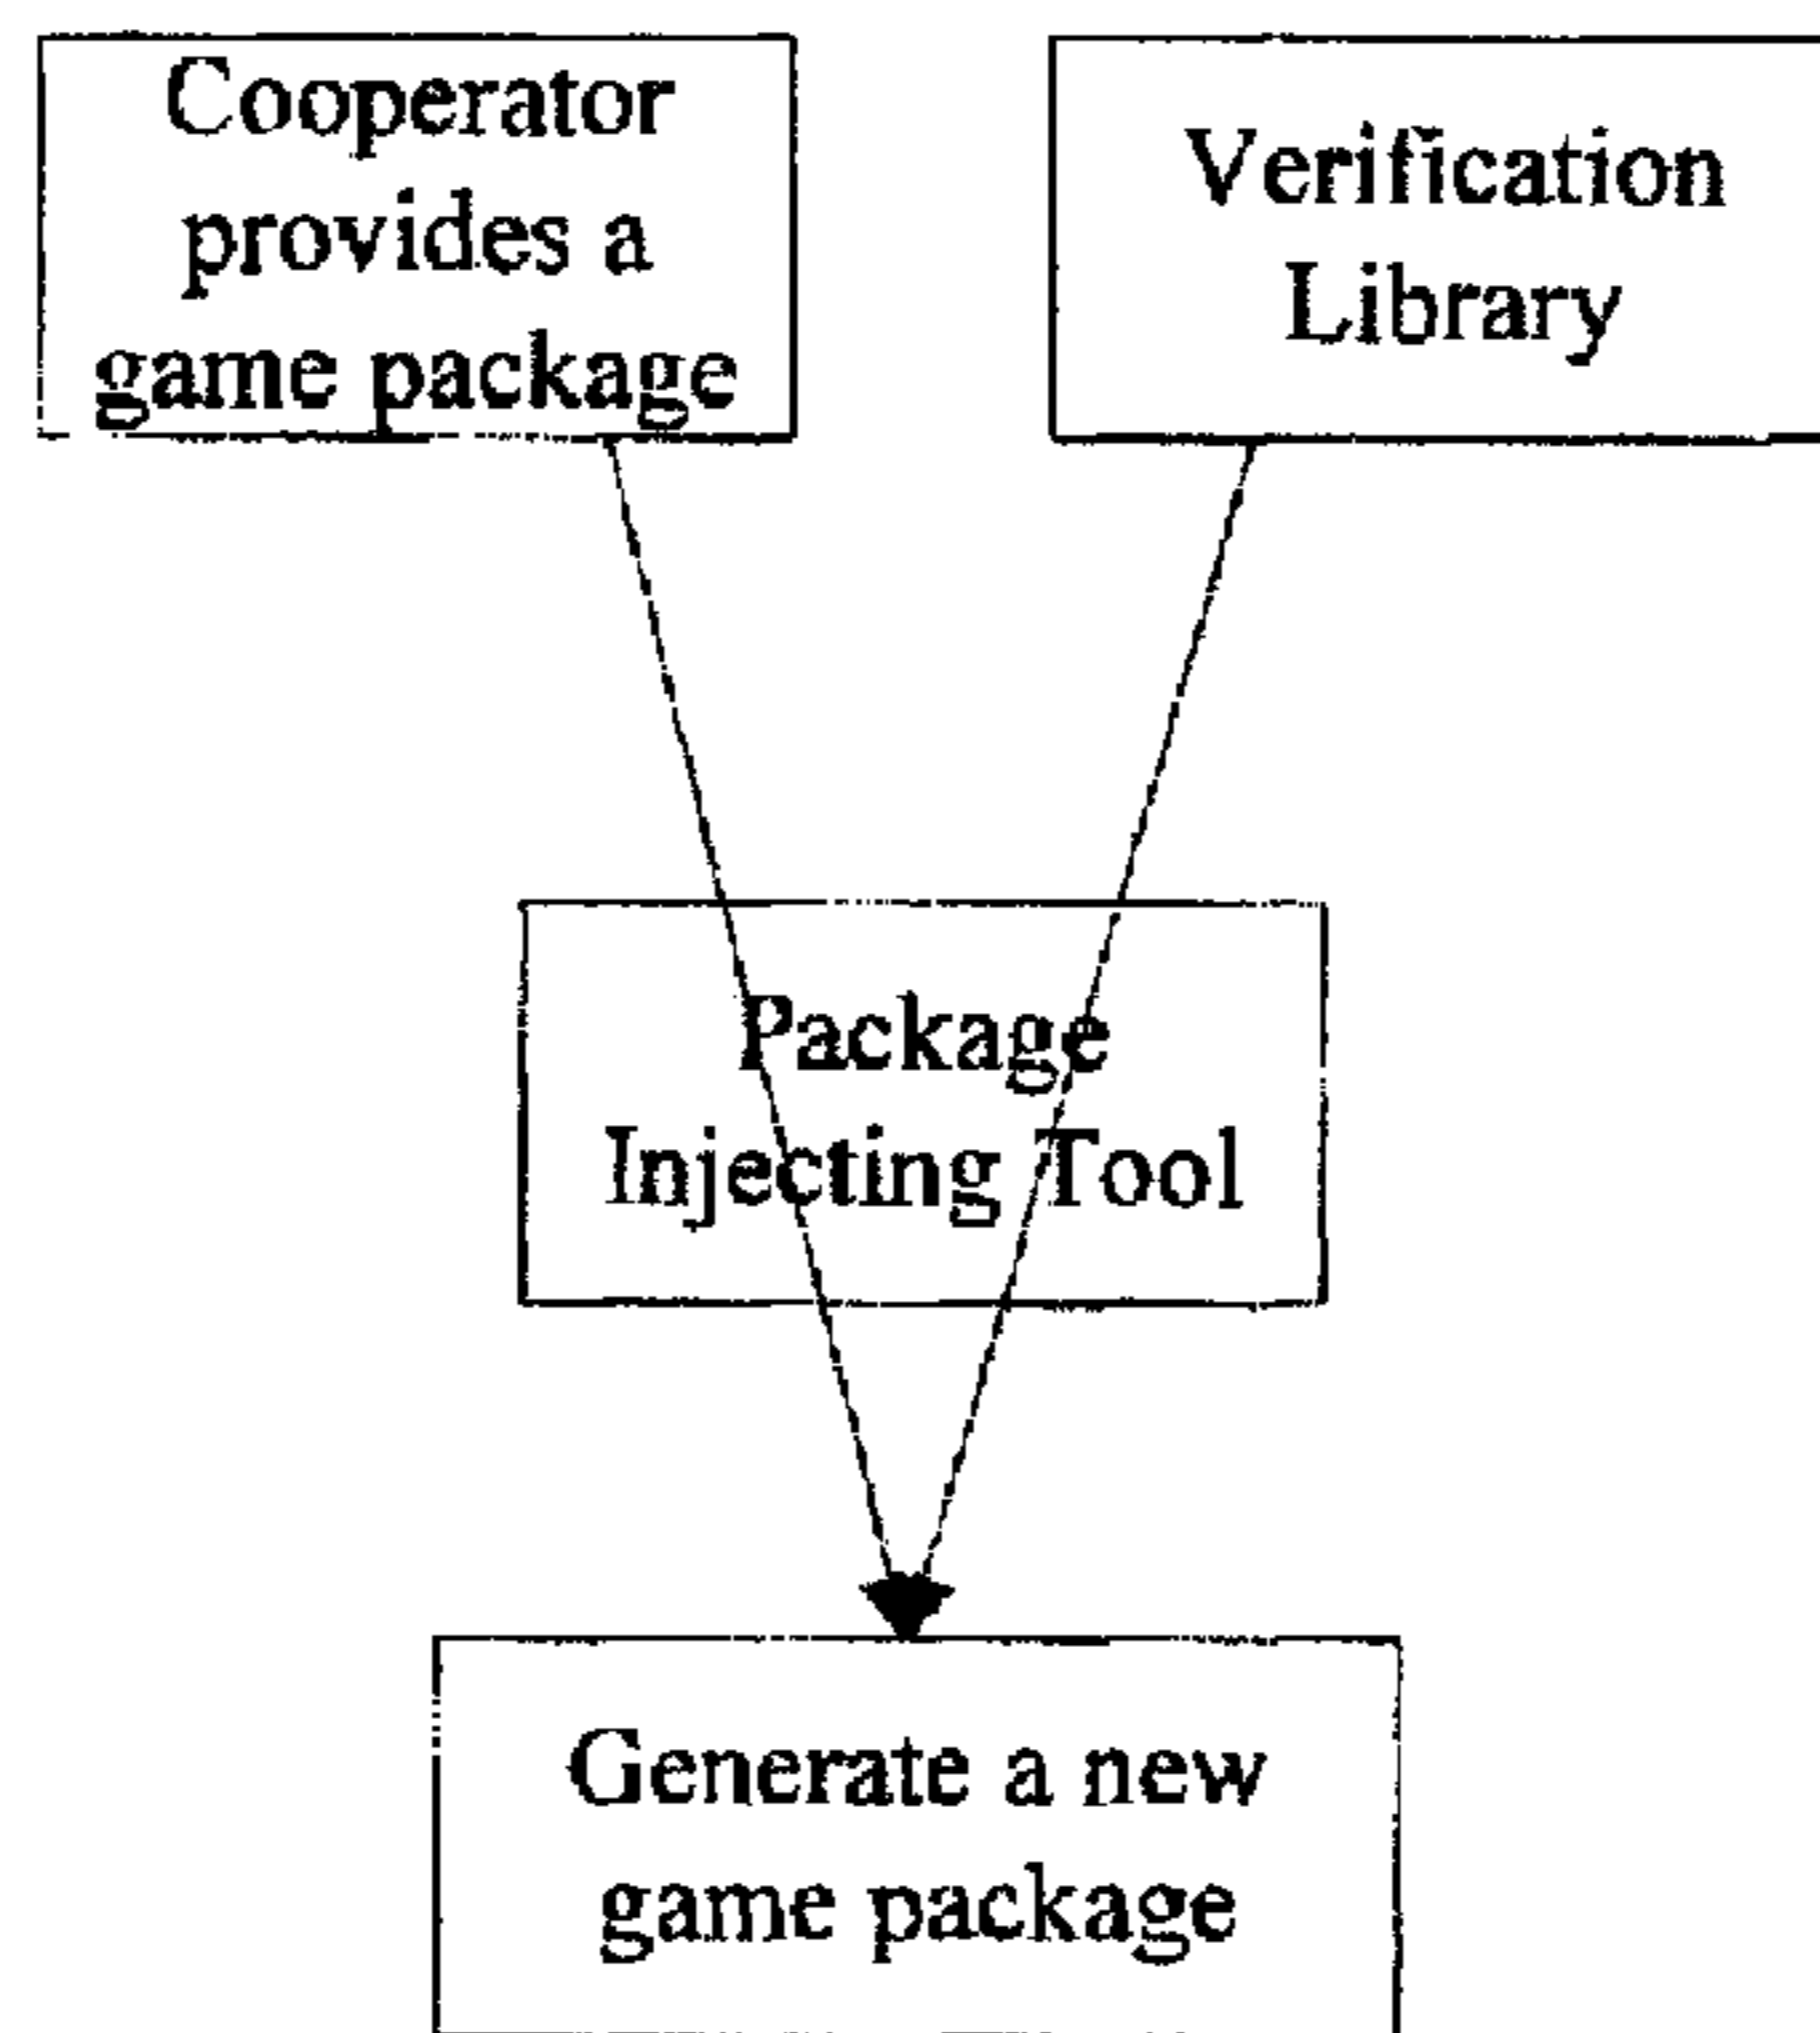 Cooperator
provides a
game package
Verification
Library
Package
Injecting Tool
Generate a new
game package